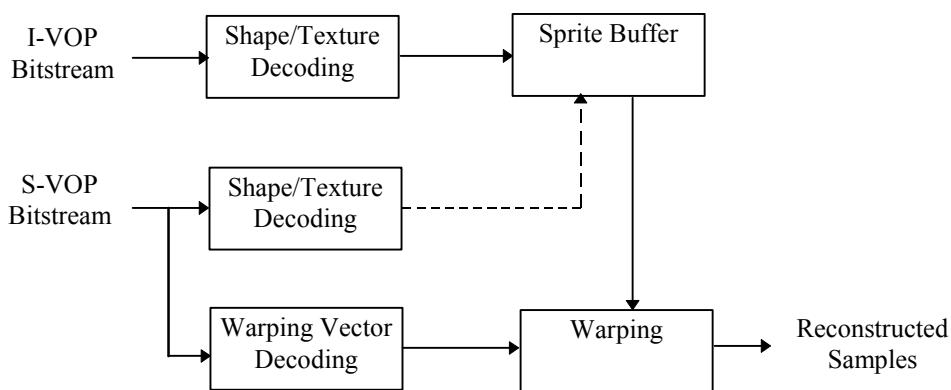 I-VOP
Bitstream
Shape/Texture
Decoding
Sprite Buffer
S-VOP
Bitstream
Shape/Texture
Decoding
Warping Vector
Decoding
Warping
Reconstructed
Samples